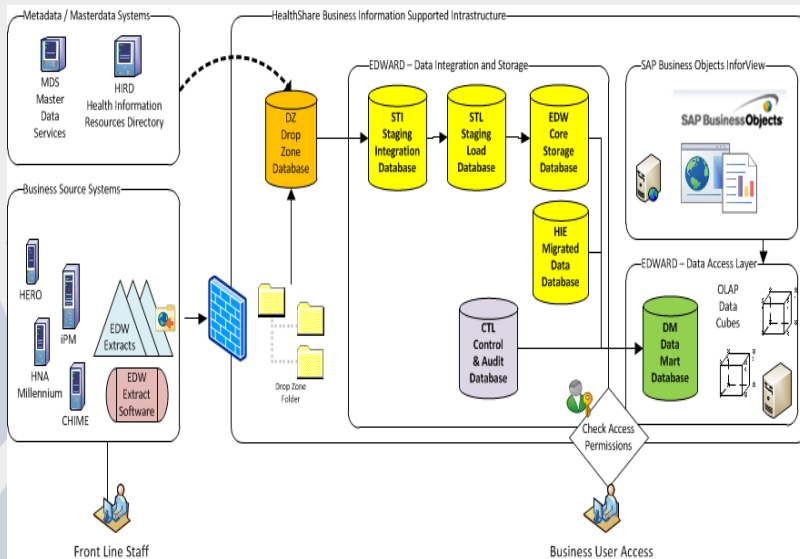 Metadata / Masterdata Systems
MDS
Master
Data
Services
HIRD
Health Information
Resources Directory
Business Source Systems
HERO
iPM
HNA
Millennium
CHIME
EDW
Extracts
EDW
Extract
Software
Front Line Staff
HealthShare Business Information Supported Intrastructure
DZ
Drop
Zone
Database
Drop Zone
Folder
EDWARD – Data Integration and Storage
STI
Staging
Integration
Database
STL
Staging
Load
Database
EDW
Core
Storage
Database
HIE
Migrated
Data
Database
CTL
Control
& Audit
Database
SAP Business Objects InforView
SAP BusinessObjects
EDWARD – Data Access Layer
DM
Data
Mart
Database
OLAP
Data
Cubes
Check Access
Permissions
Business User Access